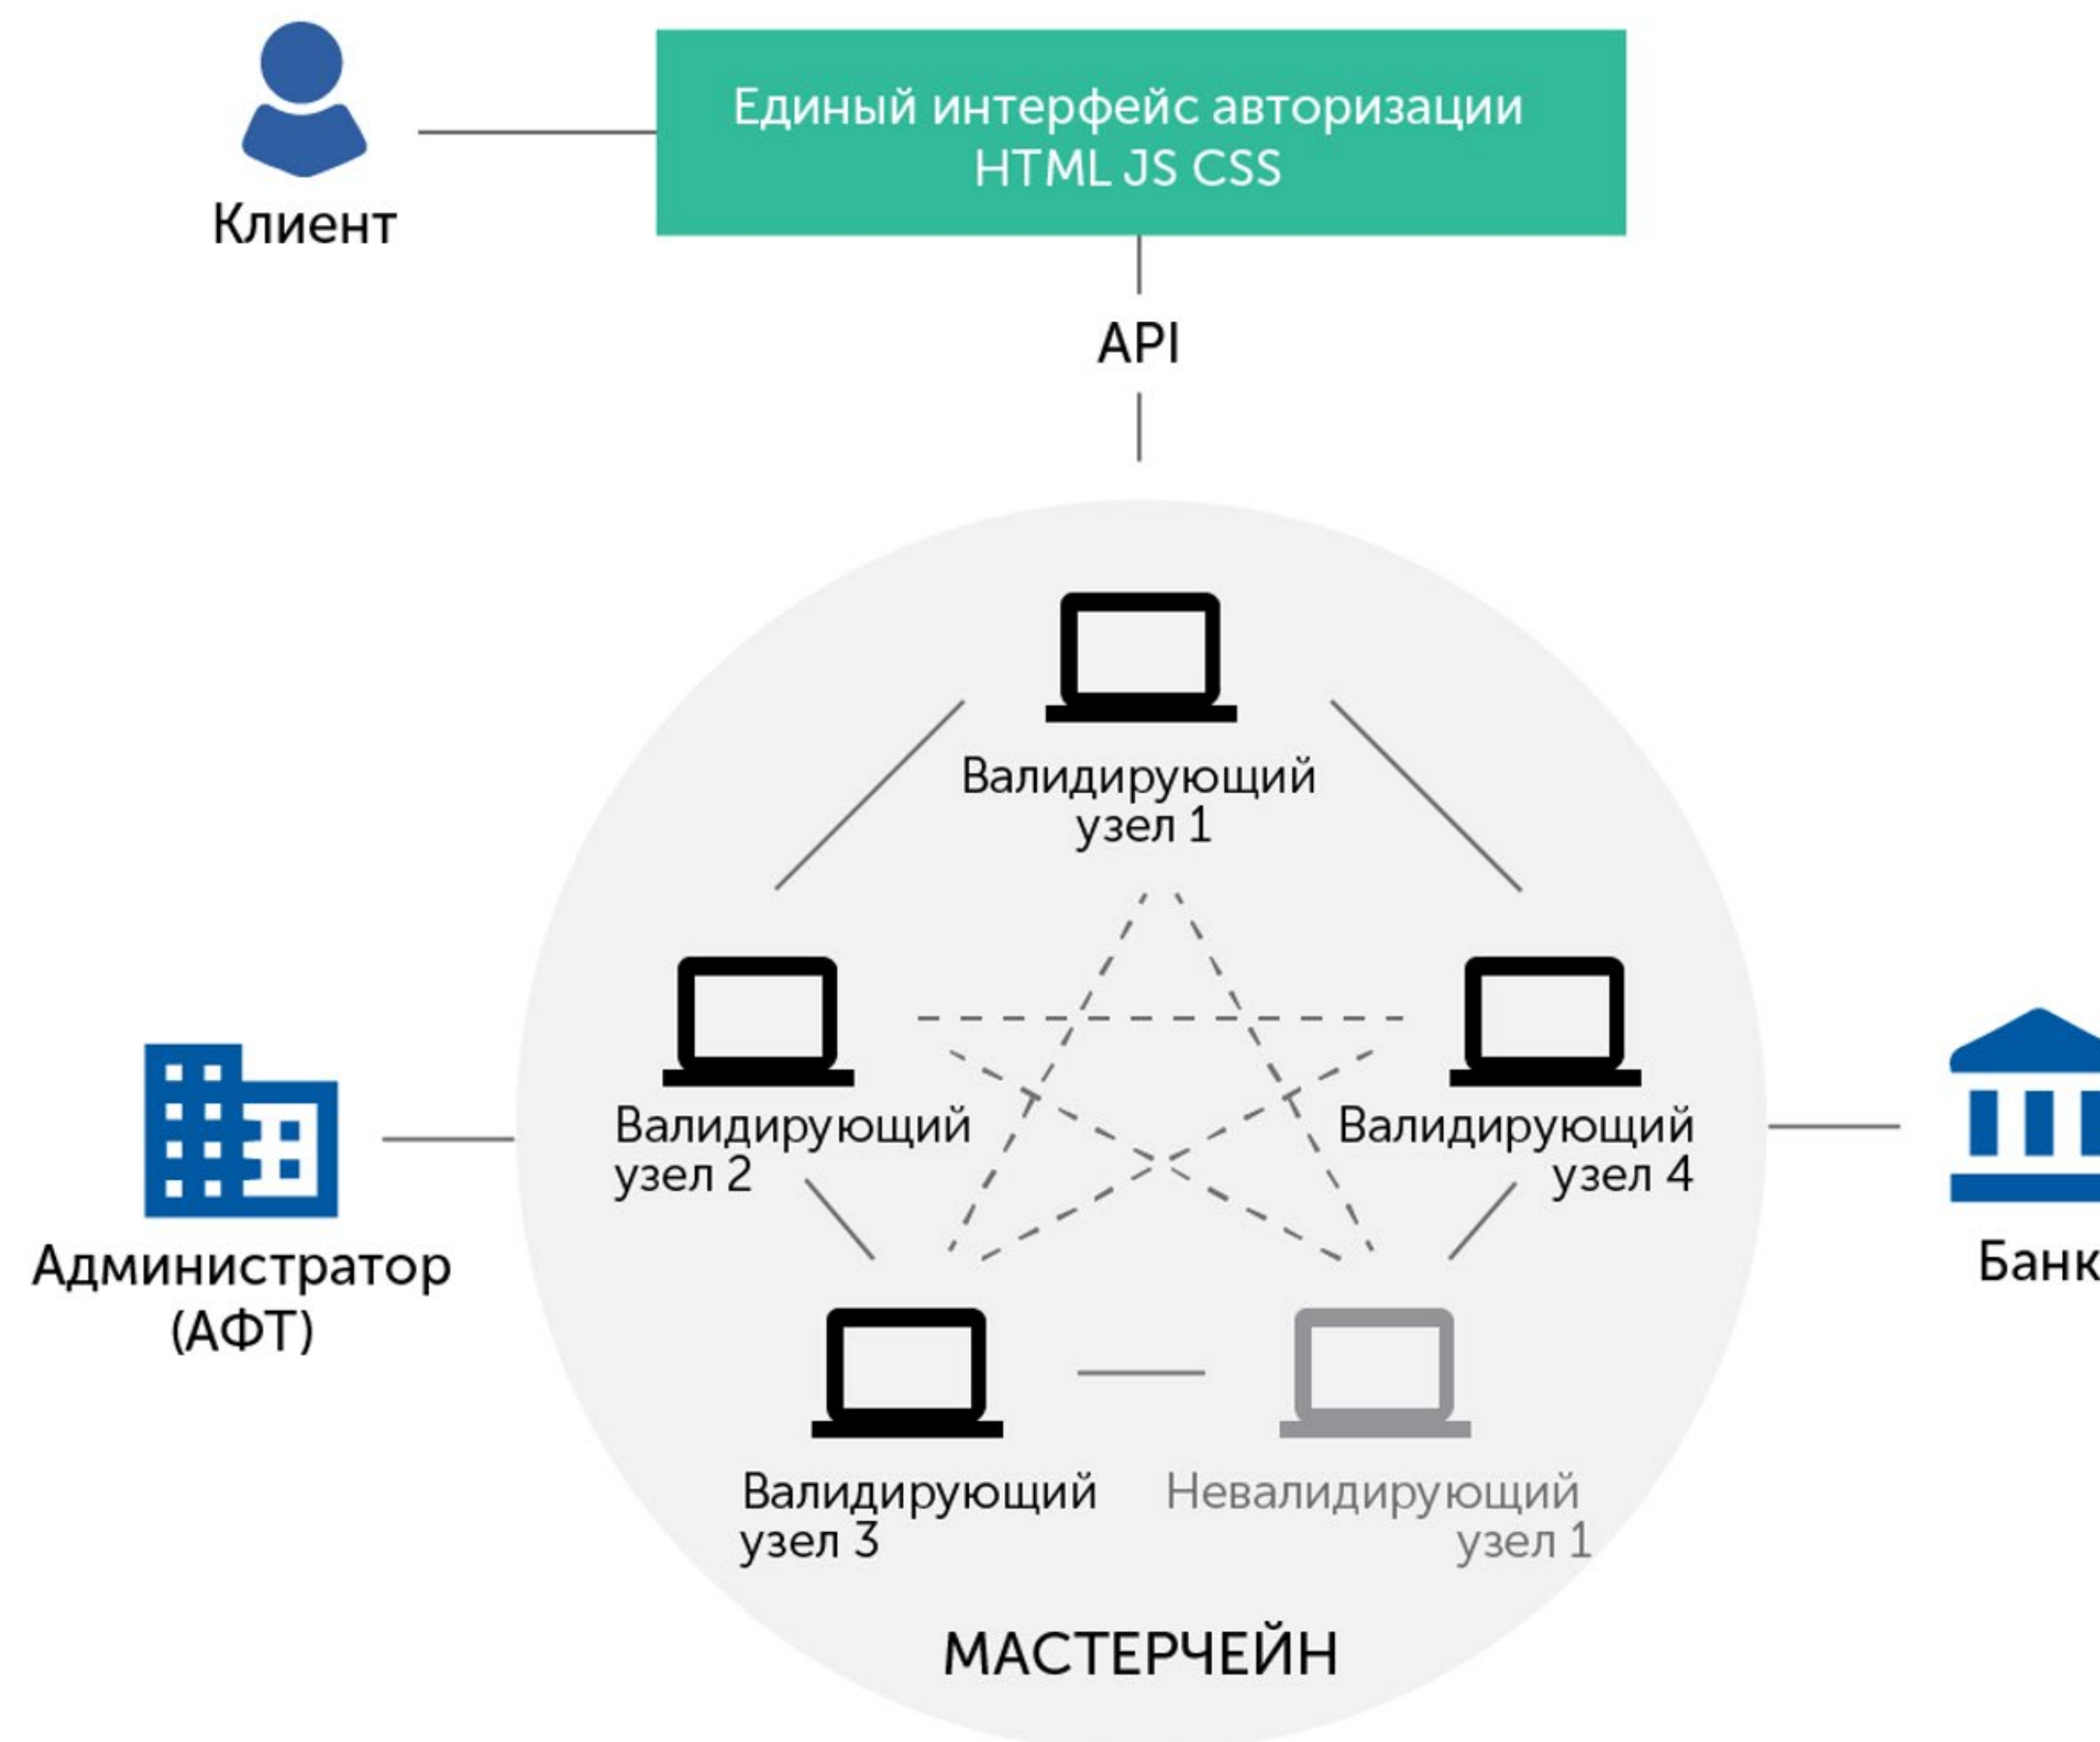 Единый интерфейс авторизации
HTML JS CSS
Клиент
API
Валидирующий
узел 1
Валидирующий
узел 2
Валидирующий
узел 4
Администратор
(АФТ)
Банк
Валидирующий
узел 3
Невалидирующий
узел 1
МАСТЕРЧЕЙН